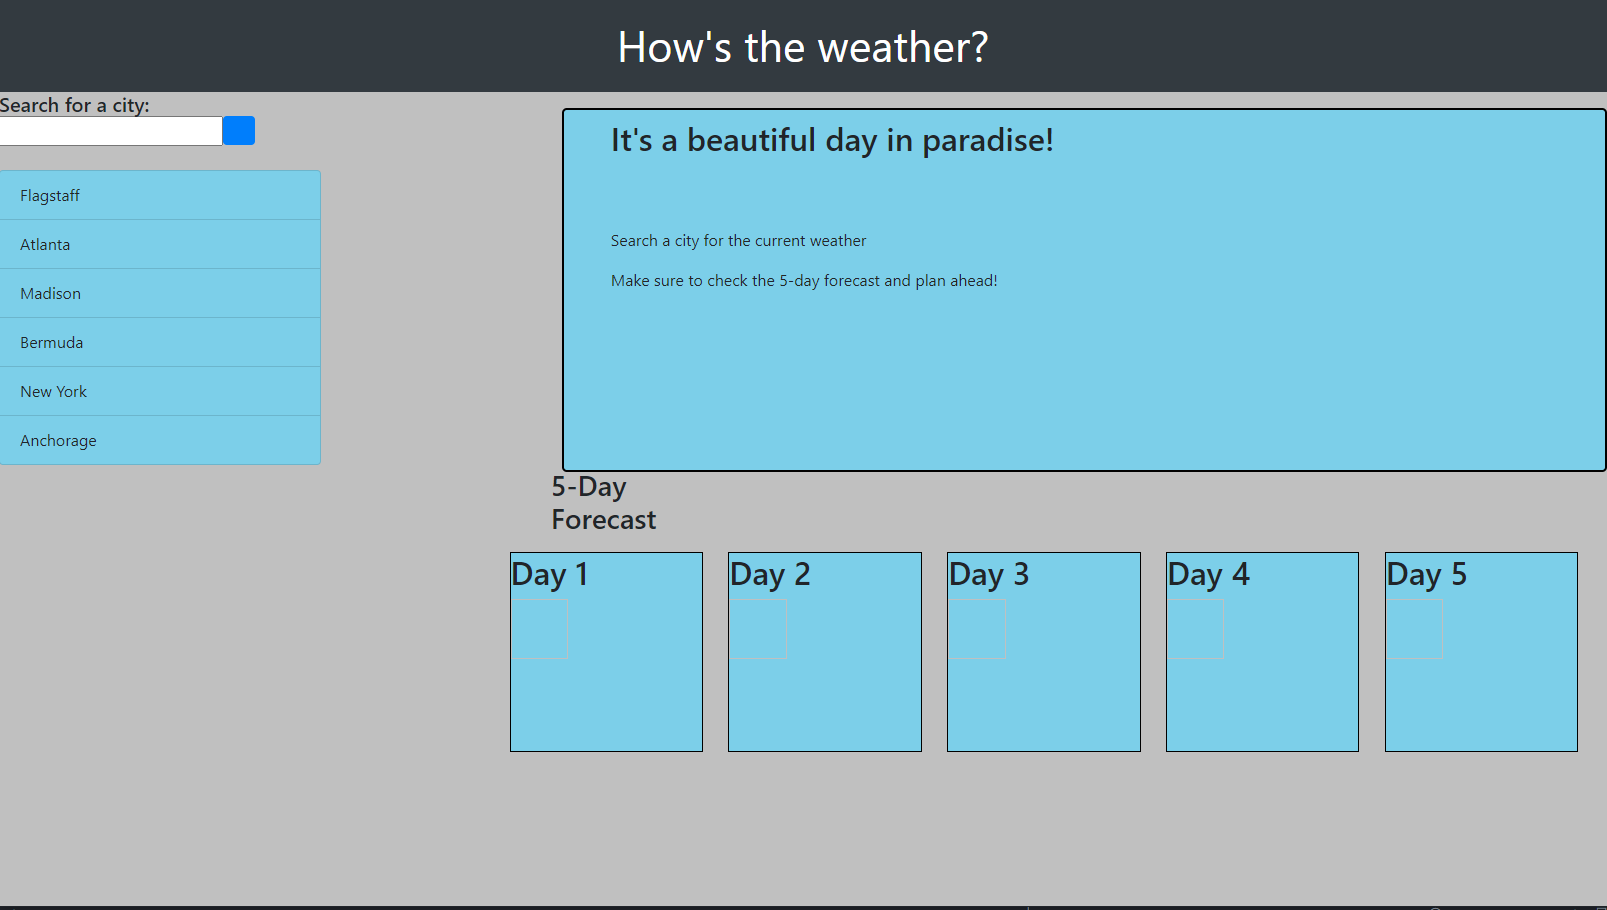 How's the weather?
Search for a city:
Flagstaff
Atlanta
Madison
Bermuda
New York
Anchorage
It's a beautiful day in paradise!
Search a city for the current weather
Make sure to check the 5-day forecast and plan ahead!
5-Day
Forecast
Day 1
Day 2
Day 3
Day 4
Day 5